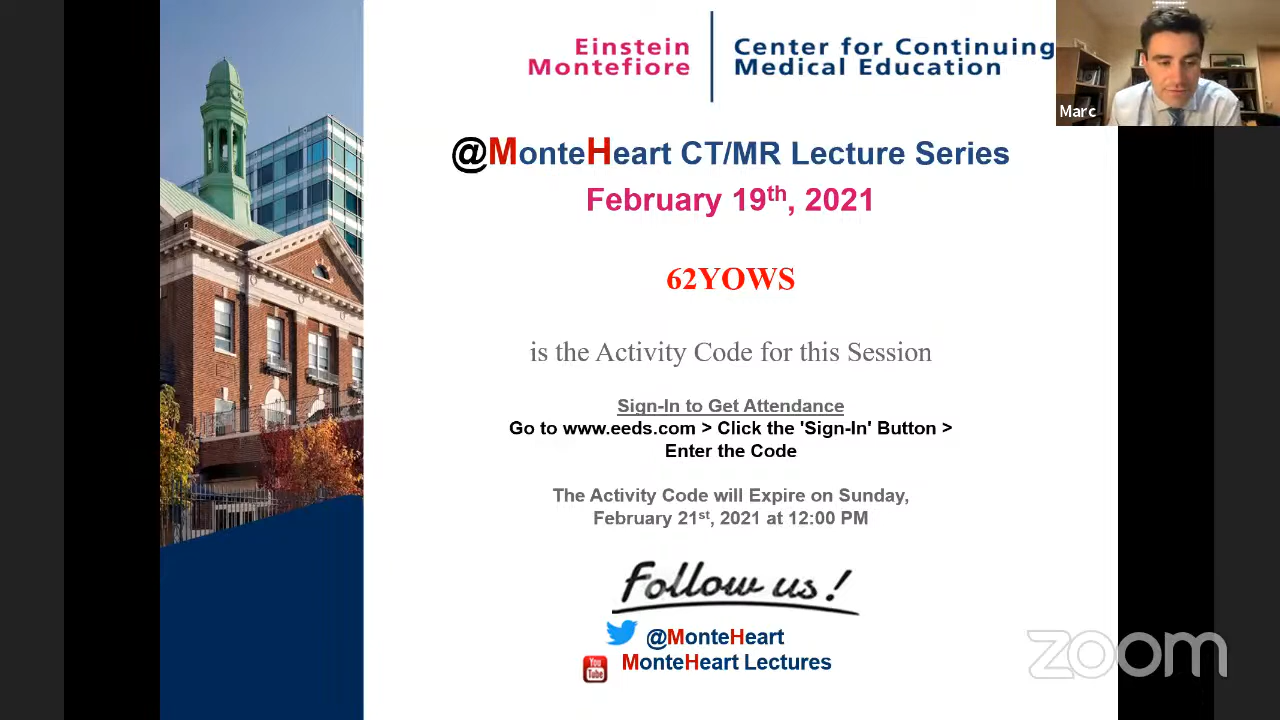 Einstein
Montefiore
Center for Continuing
Medical Education
Marc
@MonteHeart CT/MR Lecture Series
February 19th, 2021
62YOWS
is the Activity Code for this Session
Sign-In to Get Attendance
Go to www.eeds.com > Click the 'Sign-In' Button >
Enter the Code
The Activity Code will Expire on Sunday,
February 21st, 2021 at 12:00 PM
Follow us!
@MonteHeart
You Tube
MonteHeart Lectures
zoom